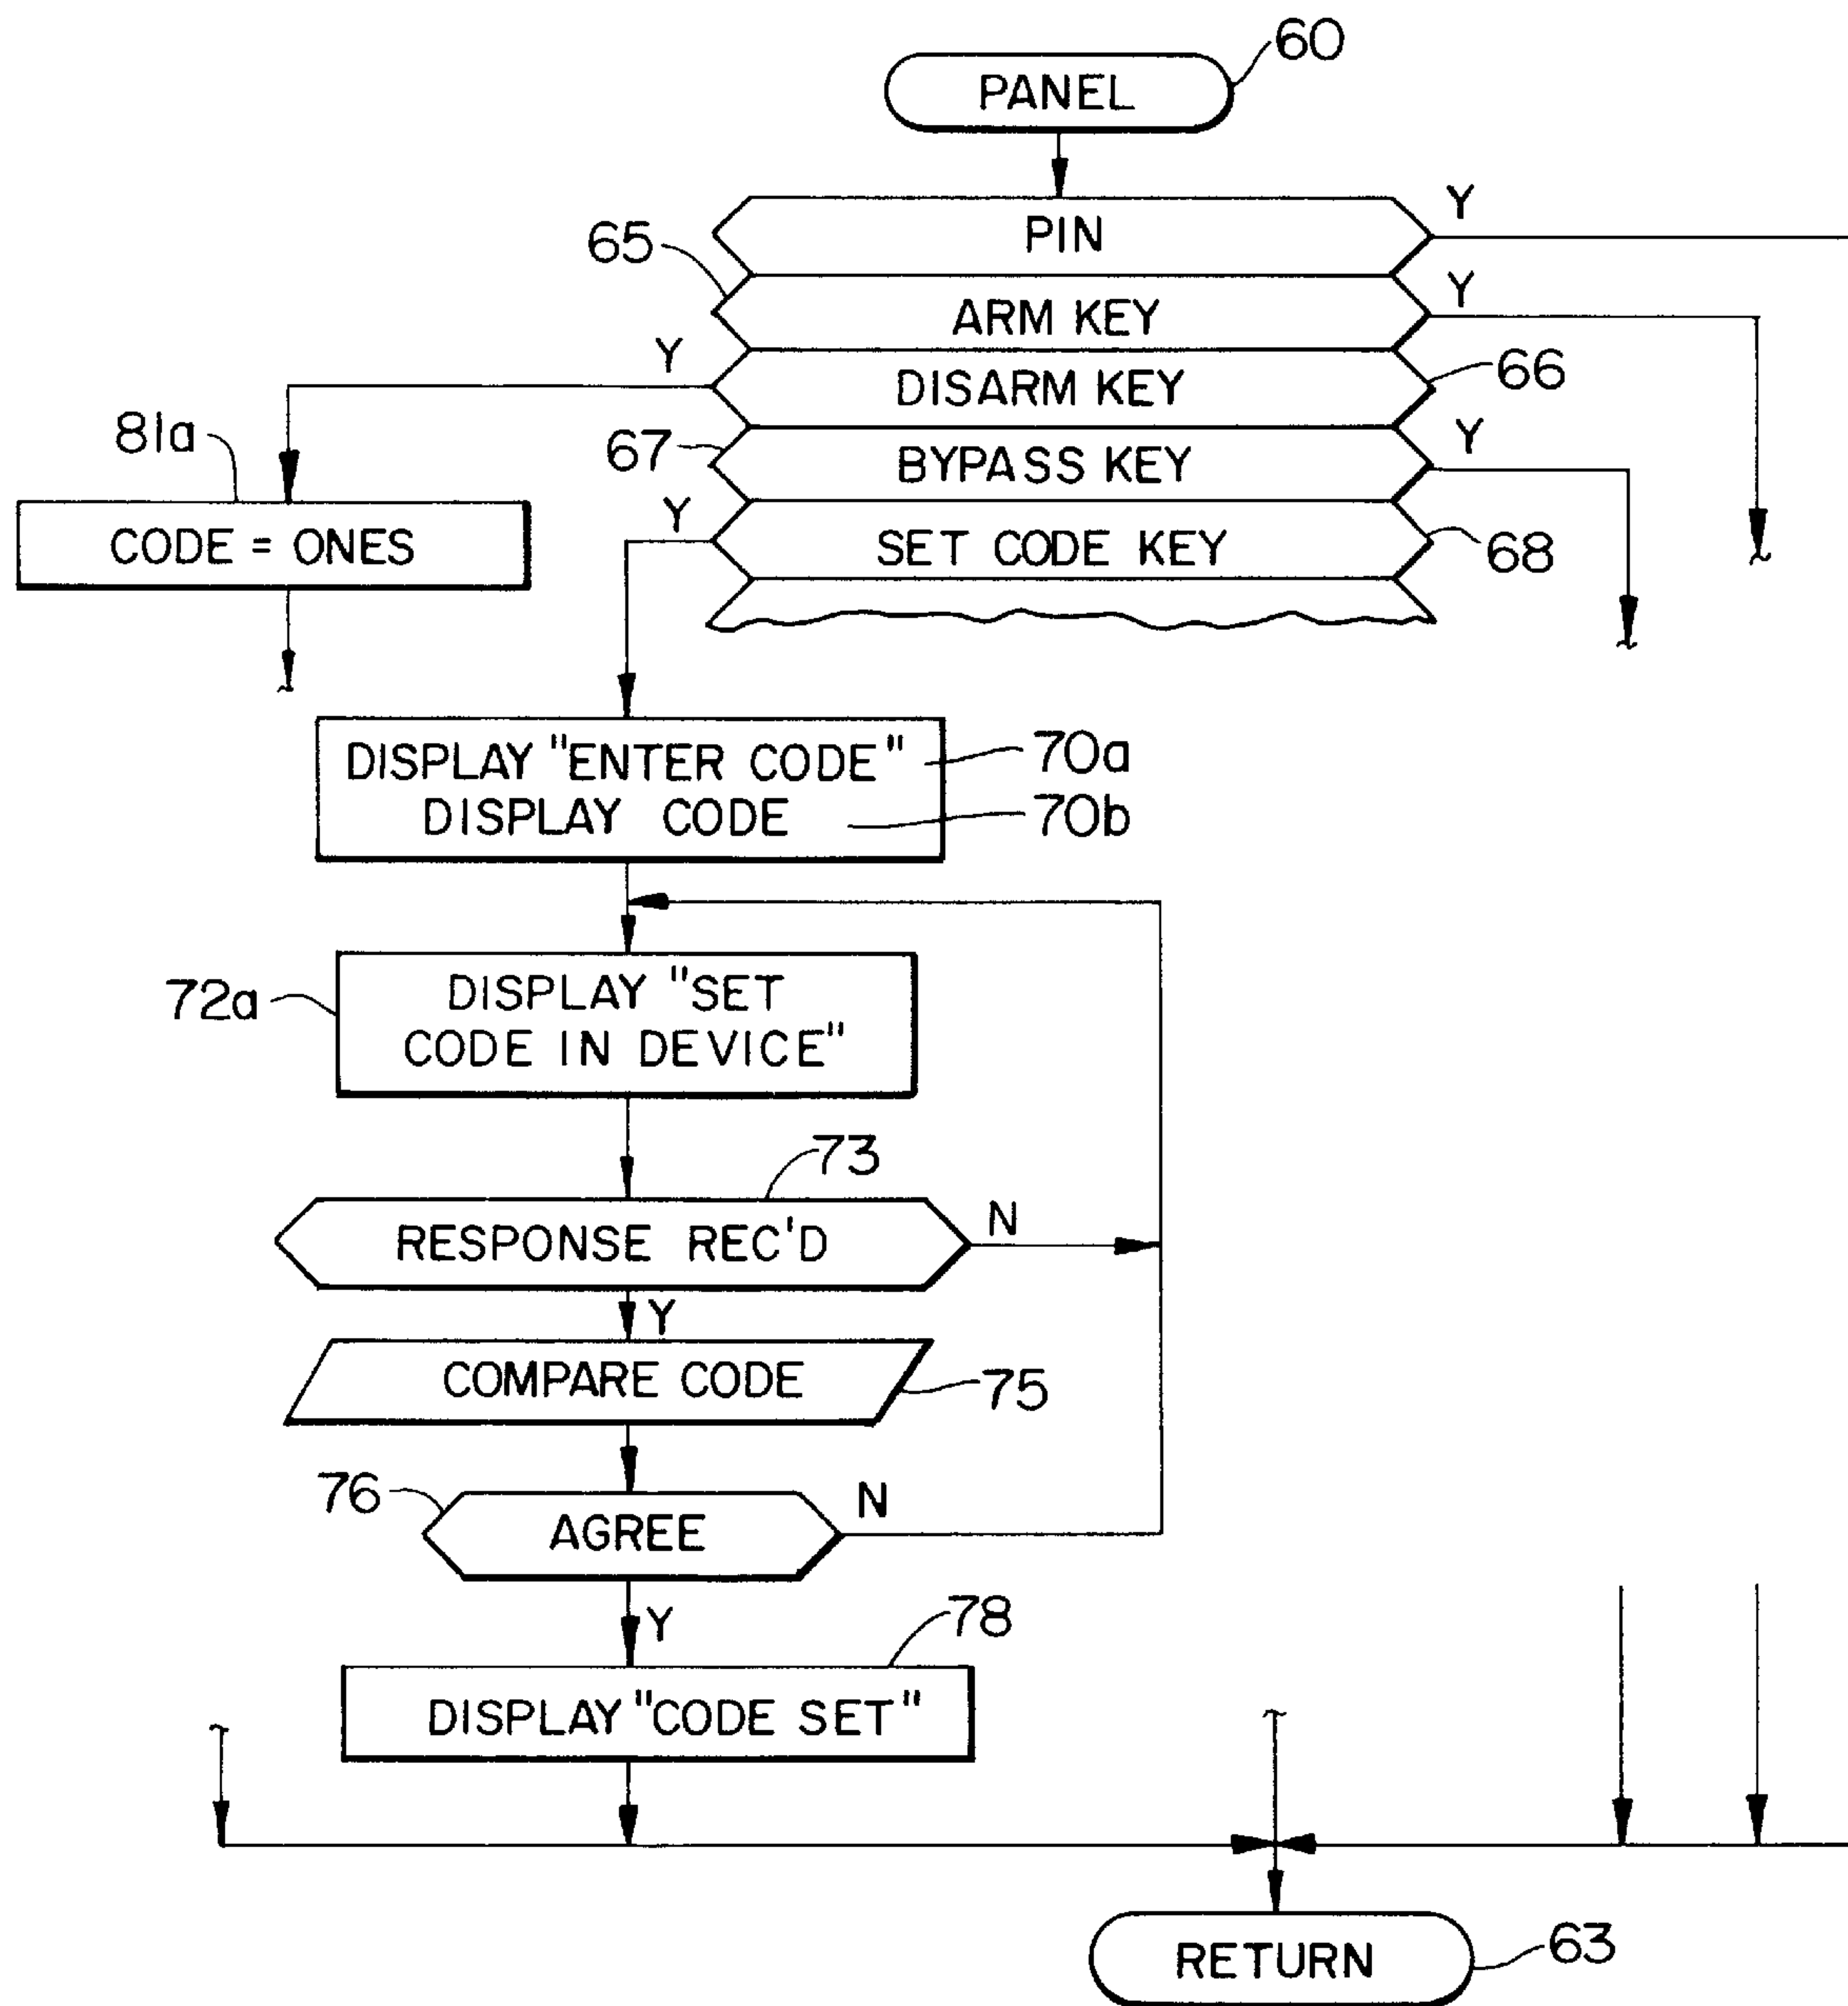 60
PANEL
PIN
Y
65
ARM KEY
Y
Y
DISARM KEY
66
81a
67
BYPASS KEY
Y
CODE = ONES
Y
SET CODE KEY
68
DISPLAY "ENTER CODE"
70a
DISPLAY CODE
70b
72a
DISPLAY "SET
CODE IN DEVICE"
73
RESPONSE REC'D
N
Y
COMPARE CODE
75
76
AGREE
N
Y
78
DISPLAY "CODE SET"
RETURN
63